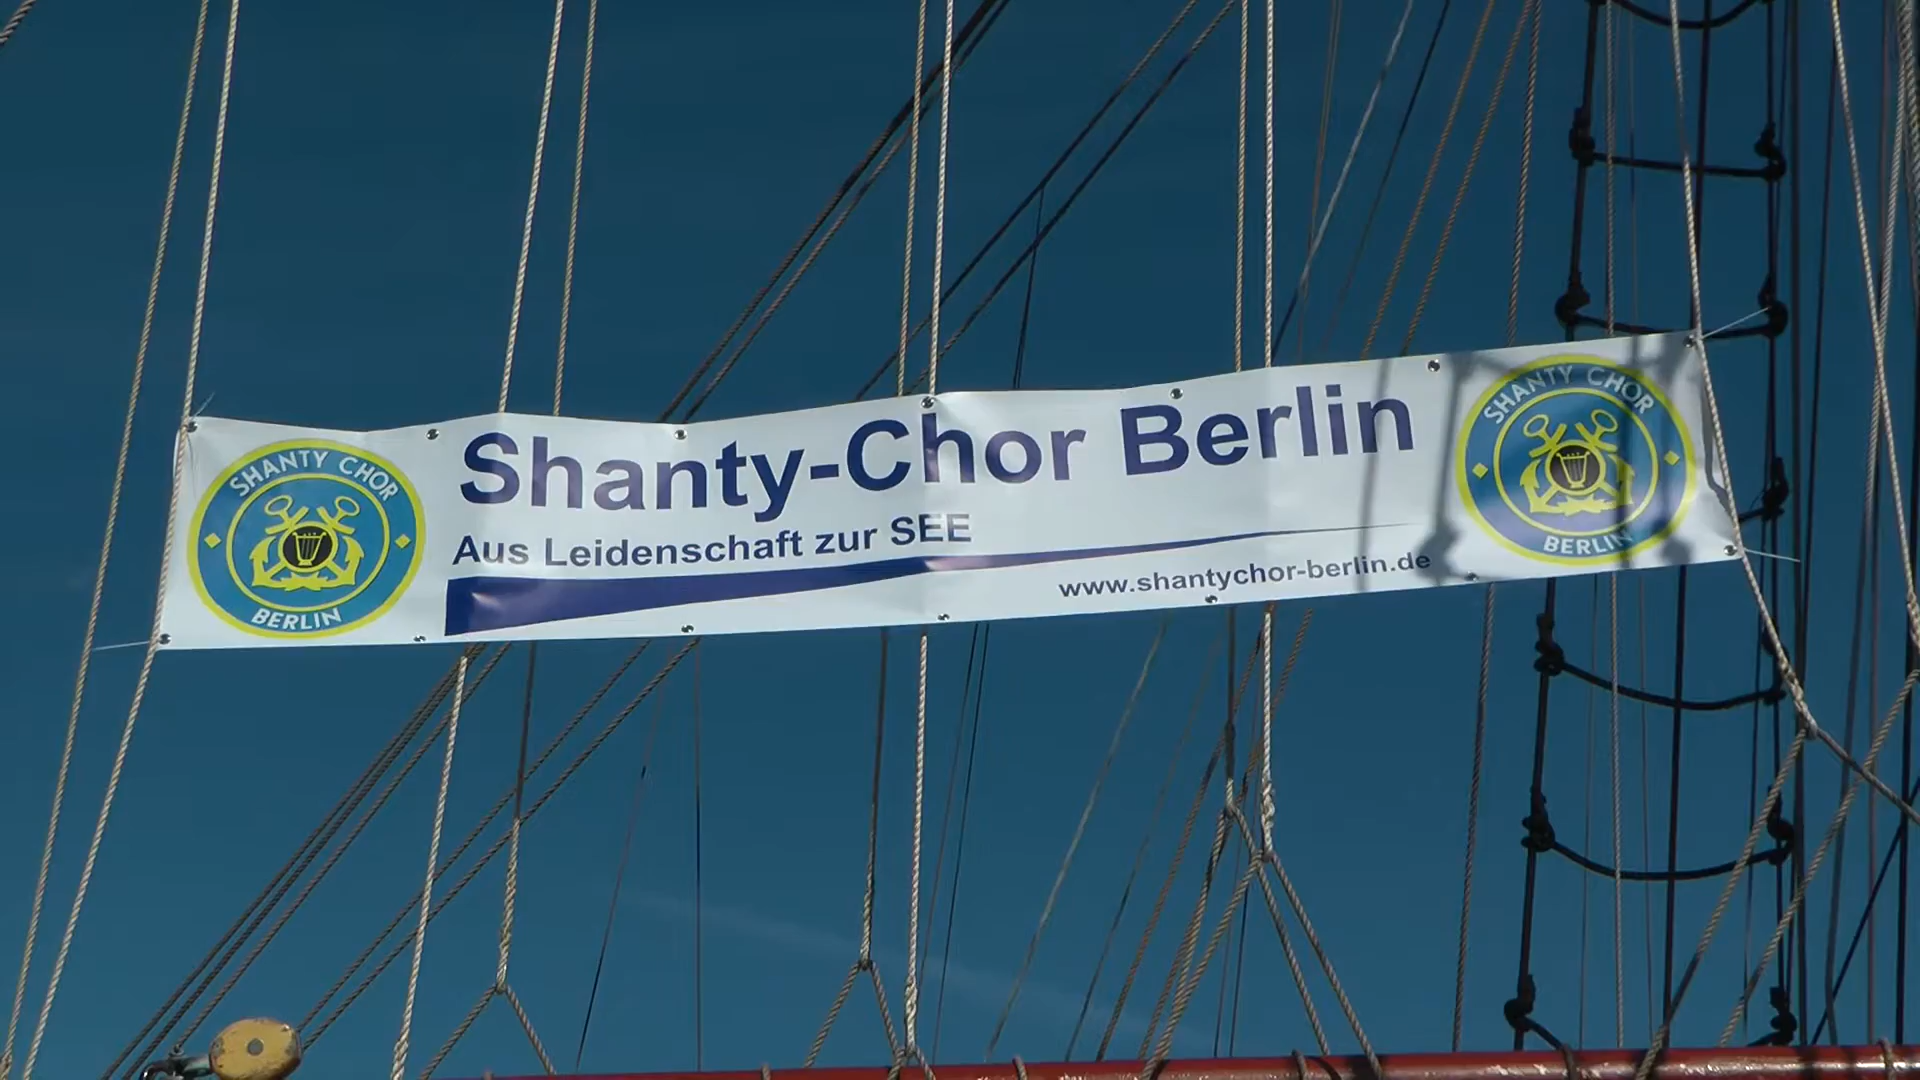 SHANTY CHOR
BERLIN
Shanty-Chor Berlin
Aus Leidenschaft zur SEE
www.shantychor-berlin.de
SHANTY CHOR
BERLIN